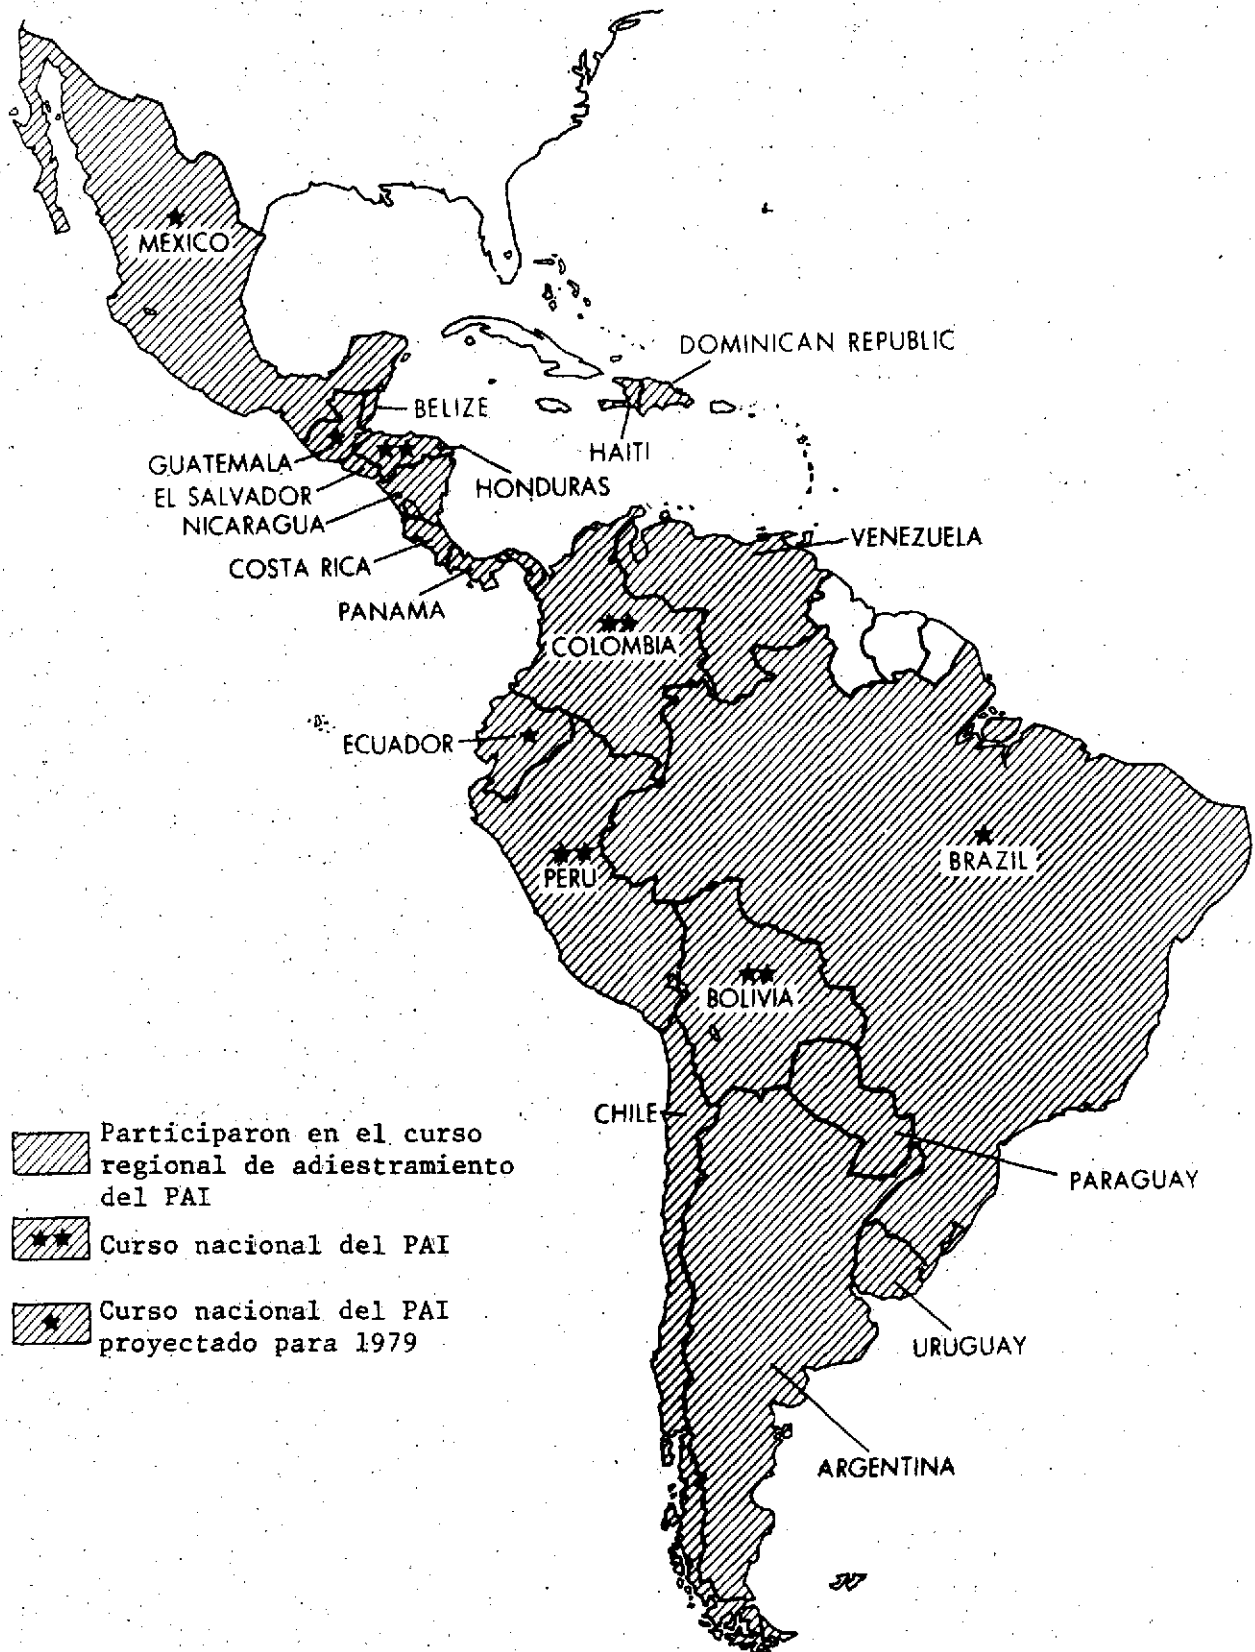 MEXICO
DOMINICAN REPUBLIC
BELIZE
HAITI
GUATEMALA
EL SALVADOR
HONDURAS
NICARAGUA
VENEZUELA
COSTA RICA
PANAMA
COLOMBIA
ECUADOR
BRAZIL
PERU
BOLIVIA
CHILE
PARAGUAY
URUGUAY
ARGENTINA
Participaron en el curso
regional de adiestramiento
del PAI
Curso nacional del PAI
Curso nacional del PAI
proyectado para 1979